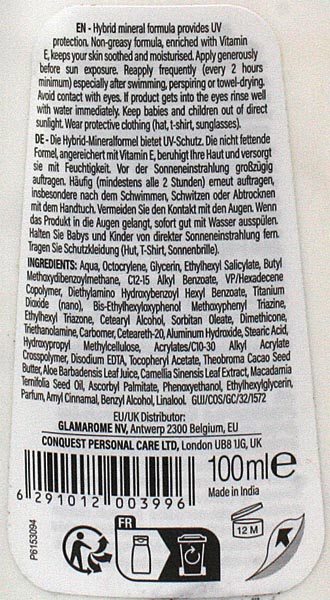 EN - Hybrid mineral formula provides UV
protection. Non-greasy formula, enriched with Vitamin
E, keeps your skin soothed and moisturised. Apply generously
before sun exposure. Reapply frequently (every 2 hours
minimum) especially after swimming, perspiring or towel-drying.
Avoid contact with eyes. If product gets into the eyes rinse well
with water immediately. Keep babies and children out of direct
sunlight. Wear protective clothing (hat, t-shirt, sunglasses).
DE - Die Hybrid-Mineralformel bietet UV-Schutz. Die nicht fettende
Formel, angereichert mit Vitamin E, beruhigt Ihre Haut und versorgt
sie mit Feuchtigkeit. Vor der Sonneneinstrahlung großzügig
auftragen. Häufig (mindestens alle 2 Stunden) erneut auftragen,
insbesondere nach dem Schwimmen, Schwitzen oder Abtrocknen
mit dem Handtuch. Vermeiden Sie den Kontakt mit den Augen. Wenn
das Produkt in die Augen gelangt, sofort gut mit Wasser ausspülen.
Halten Sie Babys und Kinder von direkter Sonneneinstrahlung fern.
Tragen Sie Schutzkleidung (Hut, T-Shirt, Sonnenbrille).
INGREDIENTS: Aqua, Octocrylene, Glycerin, Ethylhexyl Salicylate, Butyl
Methoxydibenzoylmethane, C12-15 Alkyl Benzoate, VP/Hexadecene
Copolymer, Diethylamino Hydroxybenzoyl Hexyl Benzoate, Titanium
Dioxide (nano), Bis-Ethylhexyloxyphenol Methoxyphenyl Triazine,
Ethylhexyl Triazone, Cetearyl Alcohol, Sorbitan Oleate, Dimethicone,
Triethanolamine, Carbomer, Ceteareth-20, Aluminum Hydroxide, Stearic Acid,
Hydroxypropyl Methylcellulose, Acrylates/C10-30 Alkyl Acrylate
Crosspolymer, Disodium EDTA, Tocopheryl Acetate, Theobroma Cacao Seed
Butter, Aloe Barbadensis Leaf Juice, Camellia Sinensis Leaf Extract, Macadamia
Ternifolia Seed Oil, Ascorbyl Palmitate, Phenoxyethanol, Ethylhexylglycerin,
Parfum, Amyl Cinnamal, Benzyl Alcohol, Linalool. GUJ/COS/GC/32/1572
EU/UK Distributor:
GLAMAROME NV, Antwerp 2300 Belgium, EU
CONQUEST PERSONAL CARE LTD, London UB8 1G, UK
100ml℮
Made in India
6 291012 003996
P6153094
FR
12 M